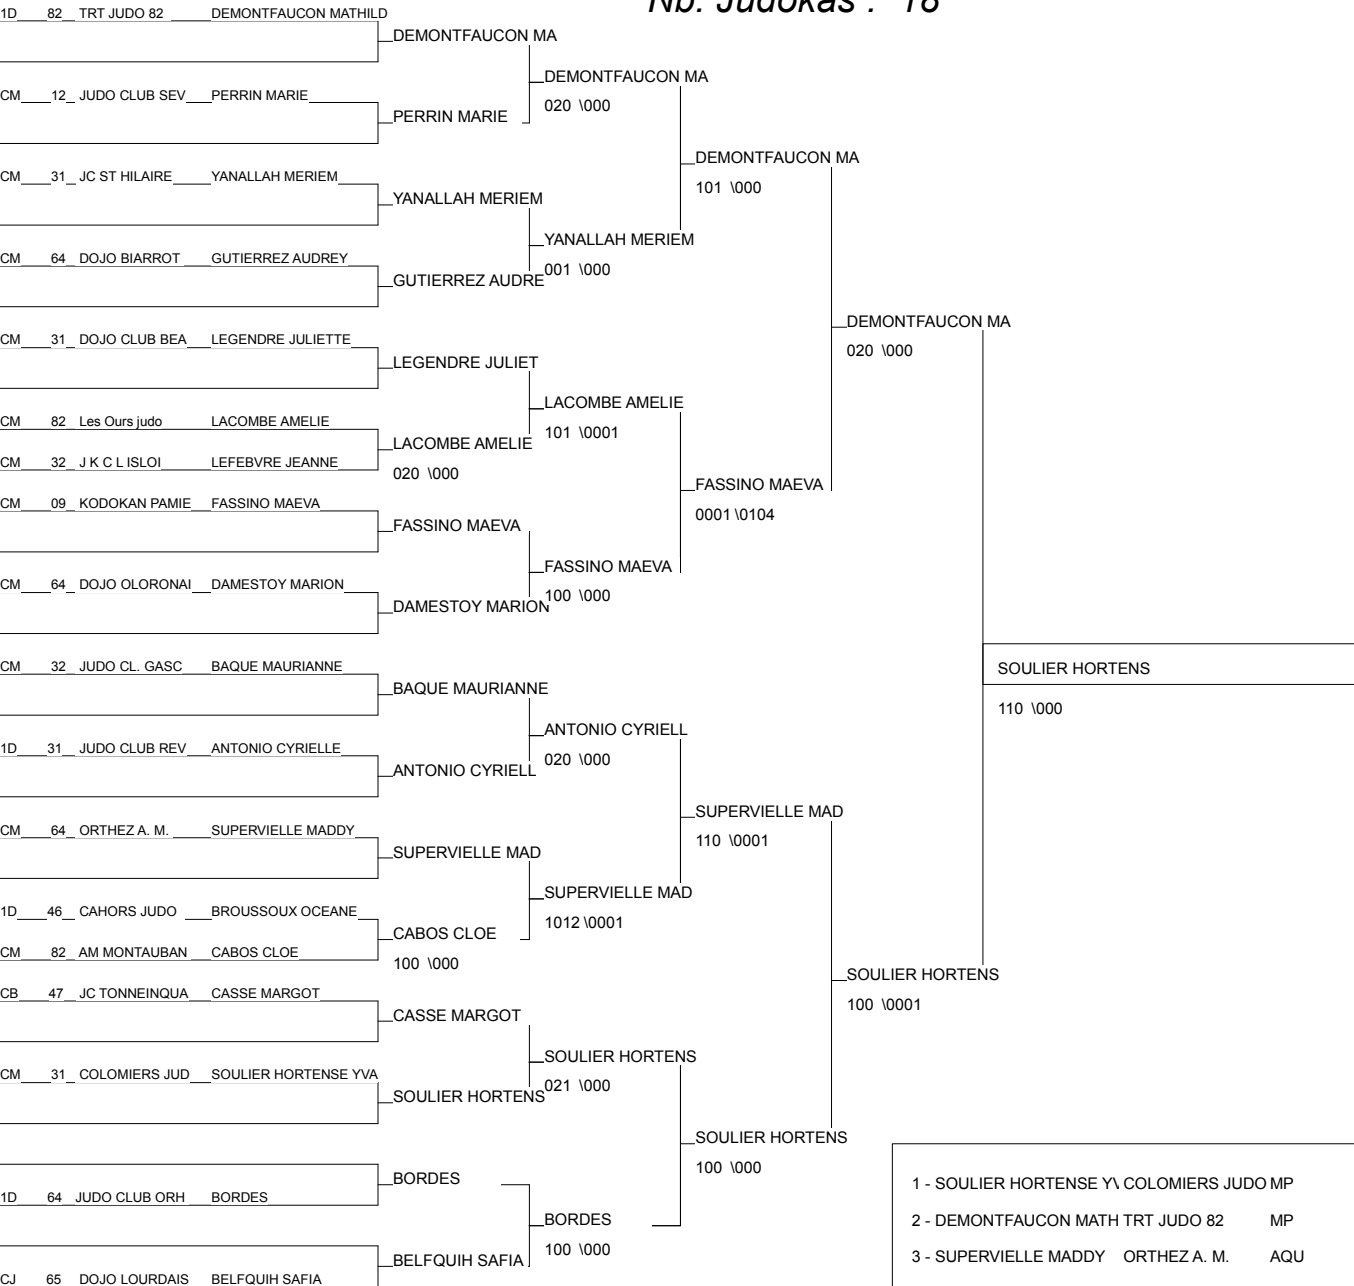 Nb. Judokas : 18
1D 82 TRT JUDO 82 DEMONTFAUCON MATHILD
DEMONTFAUCON MA
DEMONTFAUCON MA
020 \000
CM 12 JUDO CLUB SEV PERRIN MARIE
PERRIN MARIE
DEMONTFAUCON MA
101 \000
CM 31 JC ST HILAIRE YANALLAH MERIEM
YANALLAH MERIEM
YANALLAH MERIEM
001 \000
CM 64 DOJO BIARROT GUTIERREZ AUDREY
GUTIERREZ AUDRE
DEMONTFAUCON MA
020 \000
CM 31 DOJO CLUB BEA LEGENDRE JULIETTE
LEGENDRE JULIET
LACOMBE AMELIE
101 \0001
CM 82 Les Ours judo LACOMBE AMELIE
LACOMBE AMELIE
020 \000
CM 32 J K C L ISLOI LEFEBVRE JEANNE
FASSINO MAEVA
0001 \0104
CM 09 KODOKAN PAMIE FASSINO MAEVA
FASSINO MAEVA
FASSINO MAEVA
100 \000
CM 64 DOJO OLORONAI DAMESTOY MARION
DAMESTOY MARION
SOULIER HORTENS
110 \000
CM 32 JUDO CL. GASC BAQUE MAURIANNE
BAQUE MAURIANNE
ANTONIO CYRIELL
020 \000
1D 31 JUDO CLUB REV ANTONIO CYRIELLE
ANTONIO CYRIELL
SUPERVIELLE MAD
110 \0001
CM 64 ORTHEZ A. M. SUPERVIELLE MADDY
SUPERVIELLE MAD
SUPERVIELLE MAD
1012 \0001
1D 46 CAHORS JUDO BROUSSOUX OCEANE
CABOS CLOE
100 \000
CM 82 AM MONTAUBAN CABOS CLOE
SOULIER HORTENS
100 \0001
CB 47 JC TONNEINQUA CASSE MARGOT
CASSE MARGOT
SOULIER HORTENS
021 \000
CM 31 COLOMIERS JUD SOULIER HORTENSE YVA
SOULIER HORTENS
SOULIER HORTENS
100 \000
BORDES
1D 64 JUDO CLUB ORH BORDES
BORDES
100 \000
BELFQUIH SAFIA
CJ 65 DOJO LOURDAIS BELFQUIH SAFIA
1 - SOULIER HORTENSE Y\ COLOMIERS JUDO MP
2 - DEMONTFAUCON MATH TRT JUDO 82 MP
3 - SUPERVIELLE MADDY ORTHEZ A. M. AQU